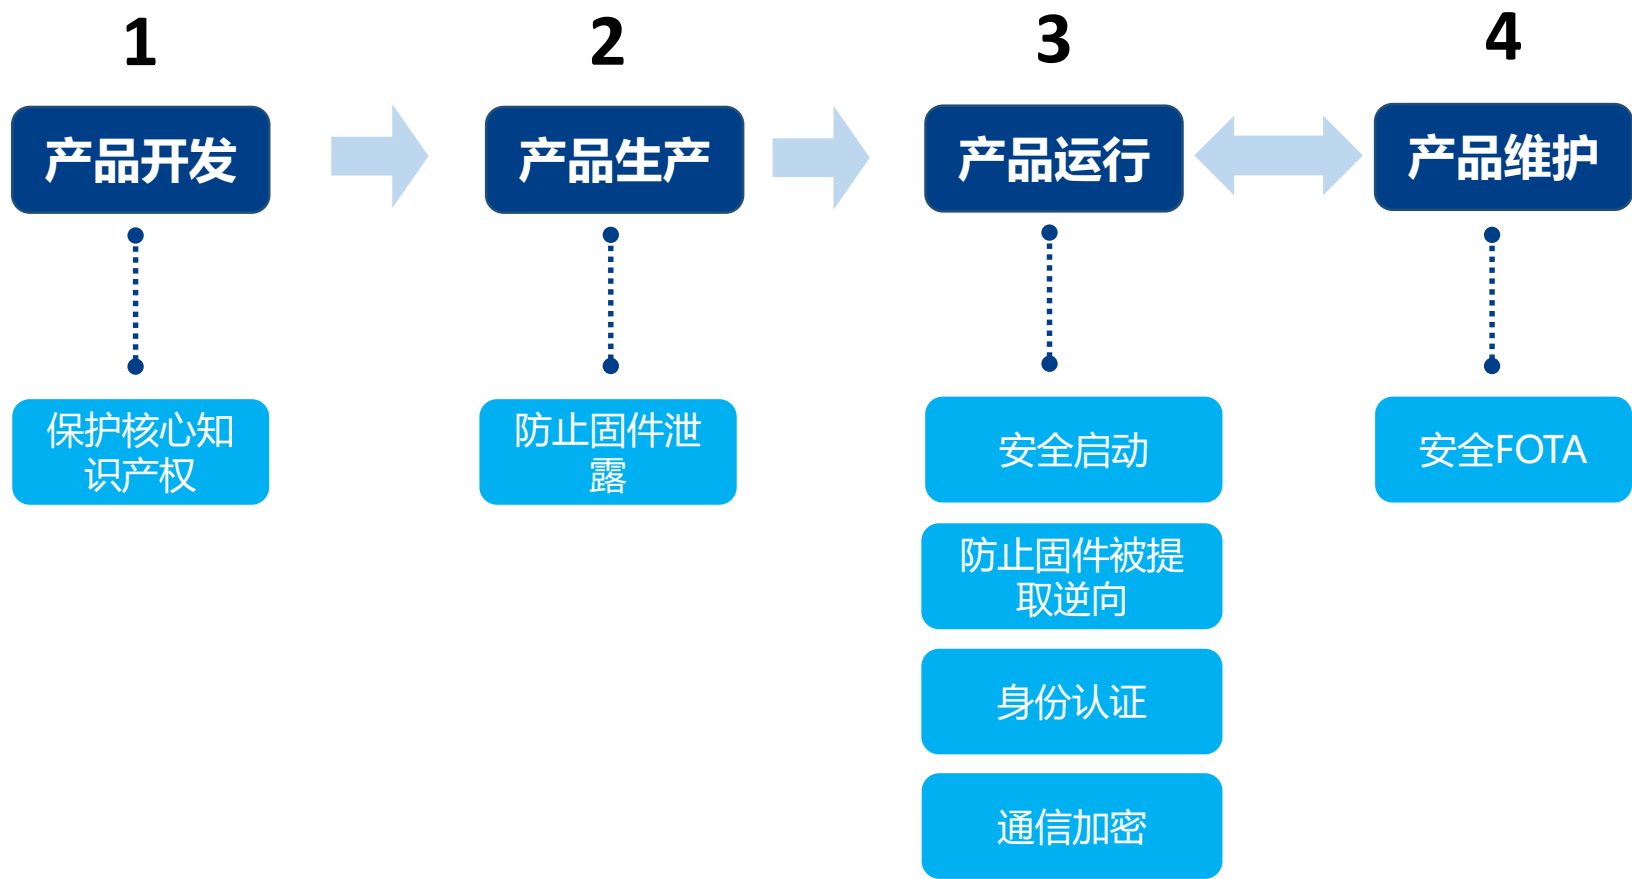 1
2
3
4
产品开发
产品生产
产品运行
产品维护
保护核心知
识产权
防止固件泄
露
安全启动
安全FOTA
防止固件被提
取逆向
身份认证
通信加密